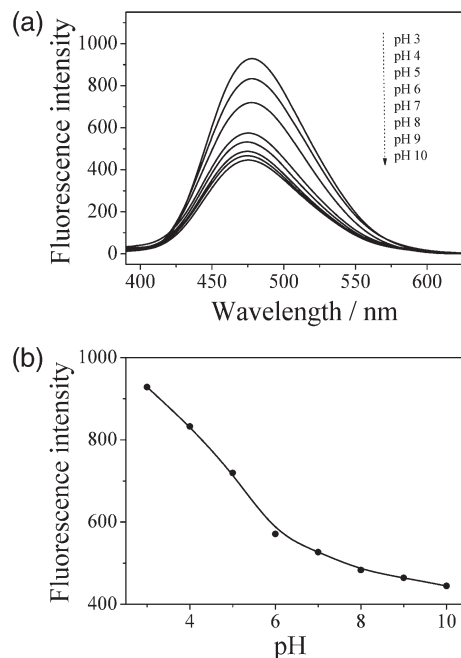 (a)
1000
800
600
400
200
0
Fluorescence intensity
pH 3
pH 4
pH 5
pH 6
pH 7
pH 8
pH 9
pH 10
400 450 500 550 600
Wavelength / nm
(b)
1000
800
600
400
Fluorescence intensity
4 6 8 10
pH